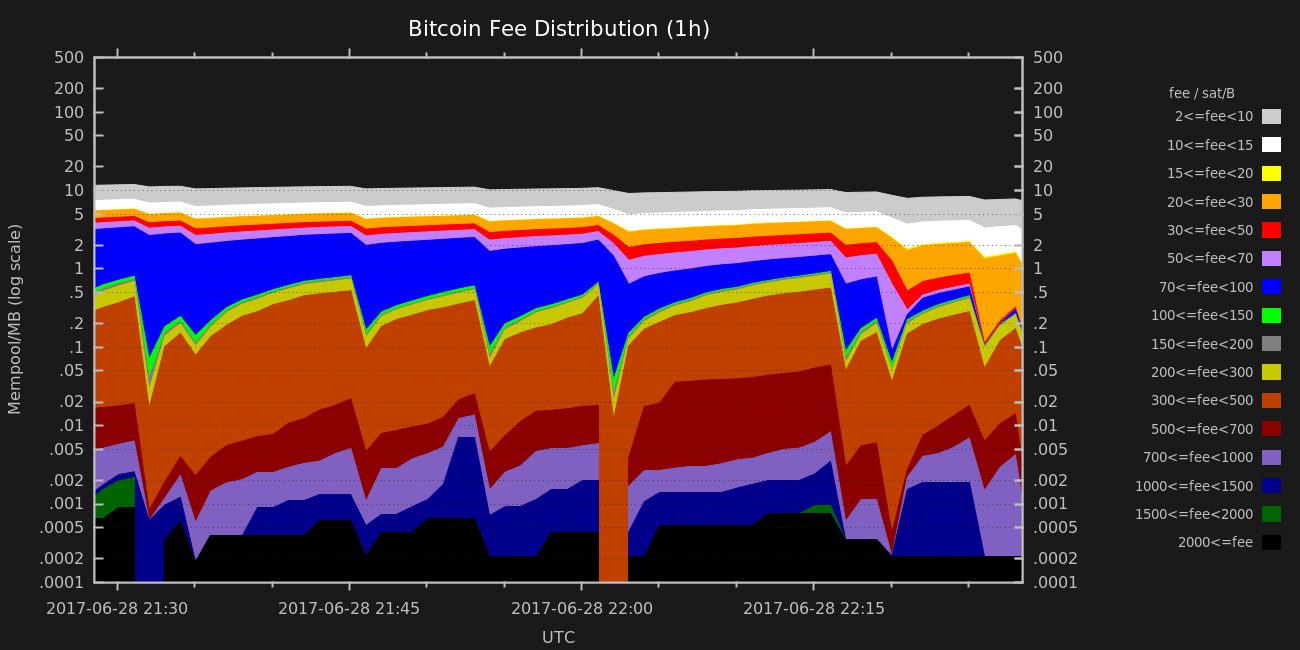 Bitcoin Fee Distribution (1h)
Mempool/MB (log scale)
500
200
100
50
20
10
5
2
1
.5
.2
.1
.05
.02
.01
.005
.002
.001
.0005
.0002
.0001
500
200
100
50
20
10
5
2
1
.5
.2
.1
.05
.02
.01
.005
.002
.001
.0005
.0002
.0001
2017-06-28 21:30
2017-06-28 21:45
2017-06-28 22:00
2017-06-28 22:15
UTC
fee / sat/B
2<=fee<10
10<=fee<15
15<=fee<20
20<=fee<30
30<=fee<50
50<=fee<70
70<=fee<100
100<=fee<150
150<=fee<200
200<=fee<300
300<=fee<500
500<=fee<700
700<=fee<1000
1000<=fee<1500
1500<=fee<2000
2000<=fee